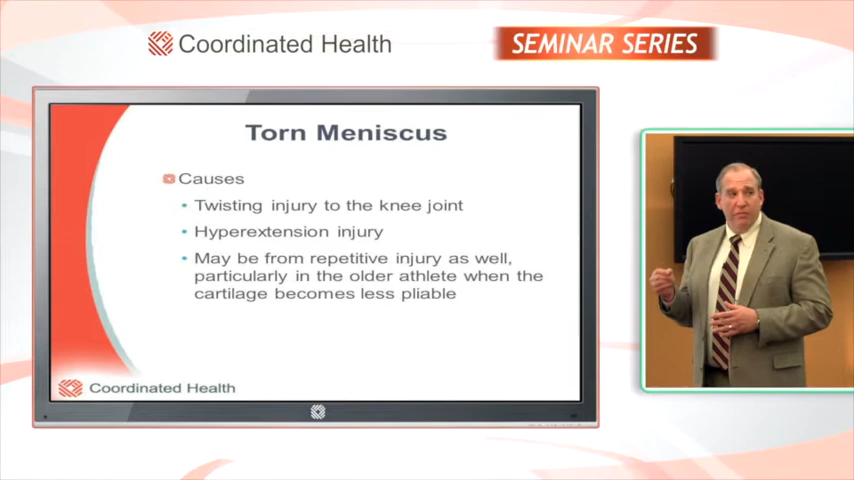 Coordinated Health
SEMINAR SERIES
Torn Meniscus
Causes
• Twisting injury to the knee joint
• Hyperextension injury
• May be from repetitive injury as well,
particularly in the older athlete when the
cartilage becomes less pliable
Coordinated Health